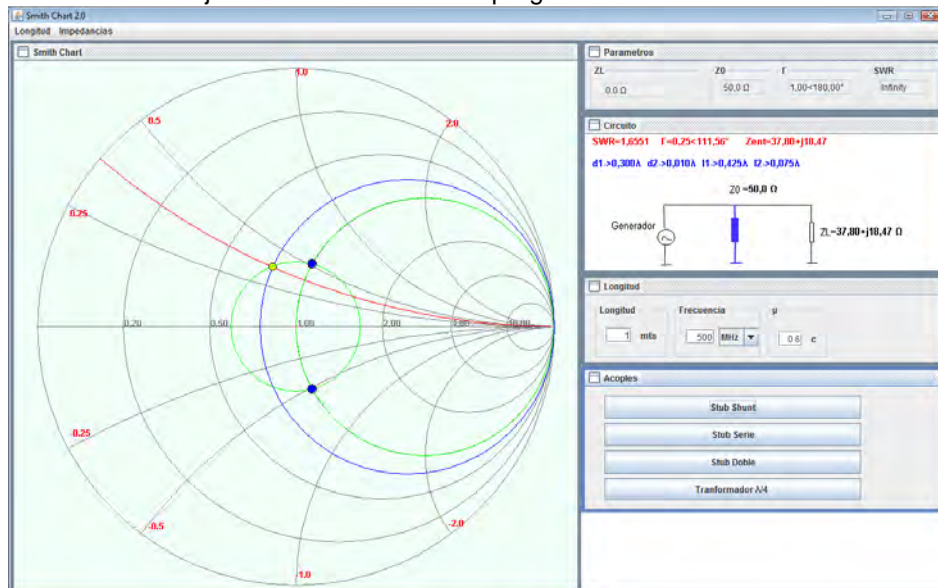 Smith Chart 2.0
Longitud Impedancias
Smith Chart
1.0
0.5
2.0
0.25
0.20 0.50 1.00 2.00
-0.25
-0.5
-2.0
-1.0
Parametros
ZL Z0 Γ SWR
0.0 Ω 50,0 Ω 1,00<180,00° Infinity
Circuito
SWR=1,6551 Γ=0,25<111,56° Zent=37,80+j18,47
d1->0,300λ d2->0,010λ l1->0,425λ l2->0,075λ
Z0 =50,0 Ω
Generador
ZL=37,80+j18,47 Ω
Longitud
Longitud Frecuencia μ
1 mts 500 MHz 0.6 c
Acoples
Stub Shunt
Stub Serie
Stub Doble
Tranformador λ/4